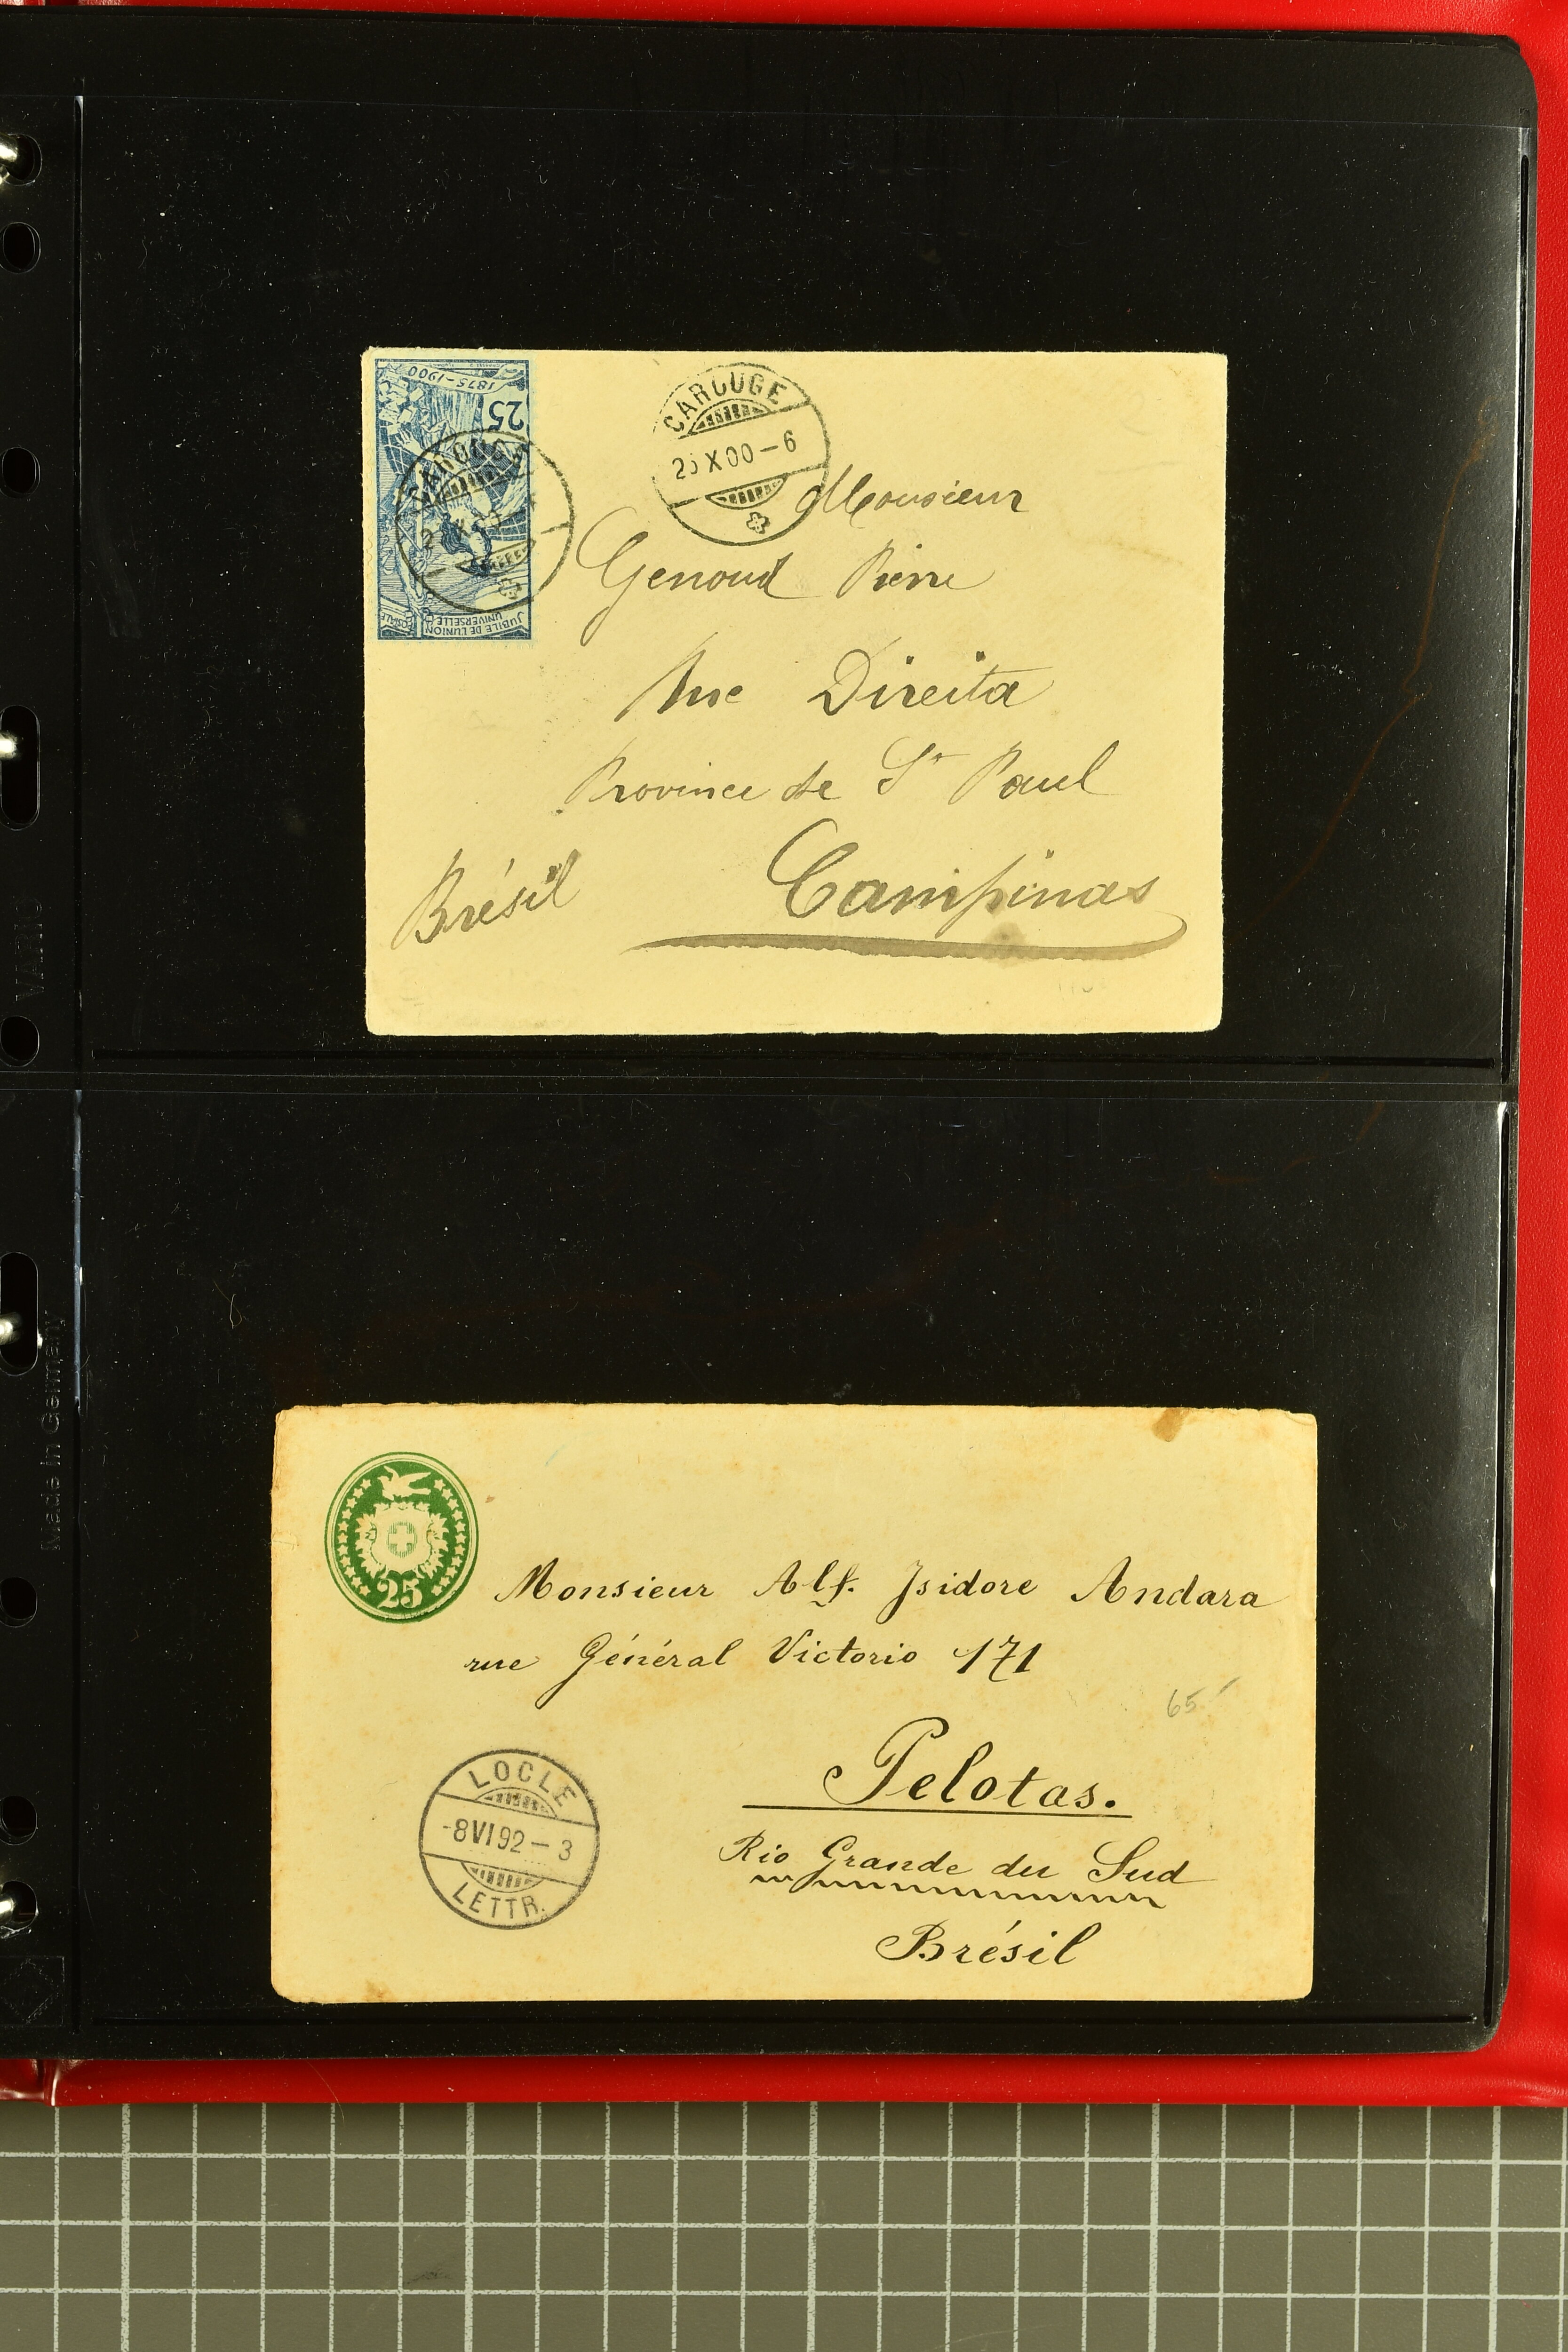 1875-1900
25
JUBILÉ DE L'UNION
POSTALE
UNIVERSELLE
CAROUGE
X 00-6
Monsieur
Genoud Pierre
Rue Direita
Province de St Paul
Brésil
Campinas
VARIO
Made in Germany
25
Monsieur Alf. Isidore Andara
rue Général Victorio 171
65
Pelotas.
Rio Grande du Sud
Brésil
LOCLE
-8 VI 92-3
LETTR.